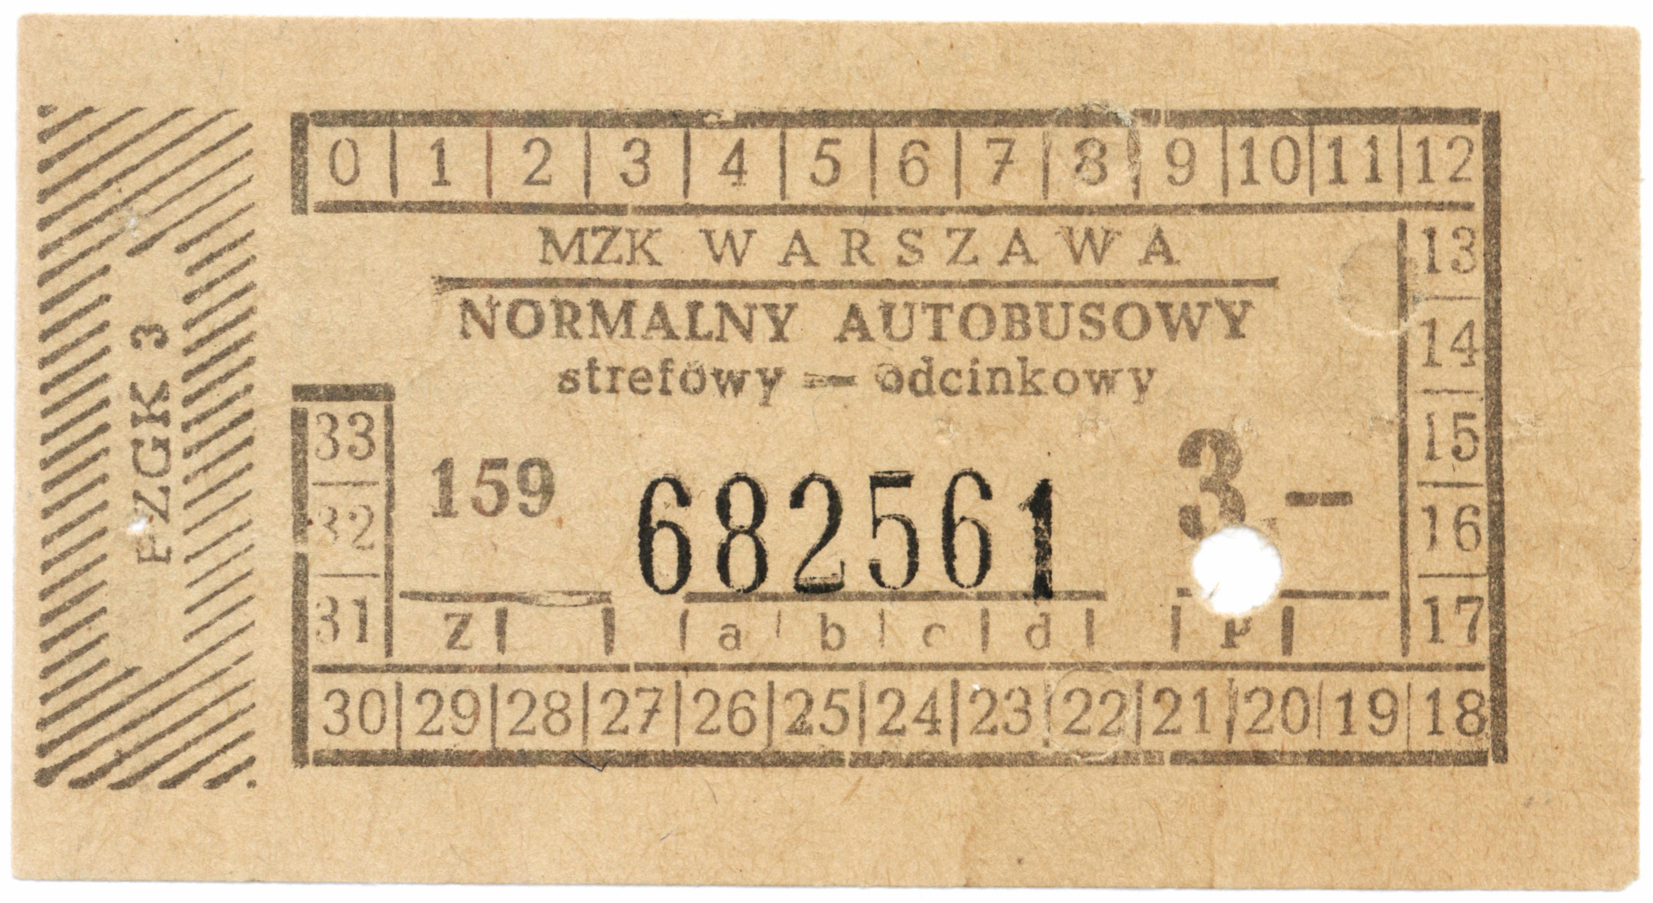 0 | 1 | 2 | 3 | 4 | 5 | 6 | 7 | 8 | 9 | 10 | 11 | 12
MZK WARSZAWA
NORMALNY AUTOBUSOWY
strefowy — odcinkowy
159 682561 3,–
z | | | a | b | c | d | | p |
13
14
15
16
17
33
32
31
30 | 29 | 28 | 27 | 26 | 25 | 24 | 23 | 22 | 21 | 20 | 19 | 18
PZGK 3